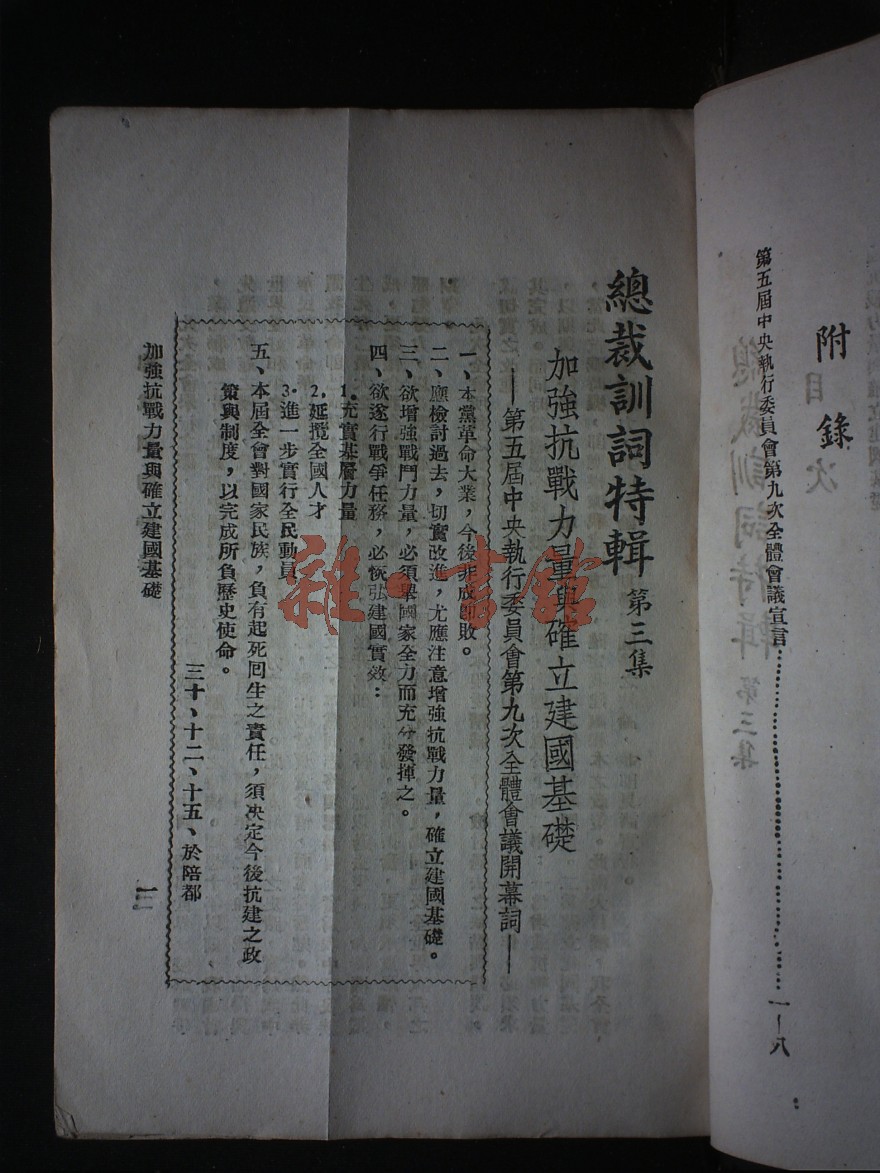 附錄
第五屆中央執行委員會第九次全體會議宣言…………一－八
總裁訓詞特輯 第三集
加強抗戰力量與確立建國基礎
——第五屆中央執行委員會第九次全體會議開幕詞——
一、本黨革命大業，今後非成即敗。
二、應檢討過去，切實改進，尤應注意增強抗戰力量，確立建國基礎。
三、欲增強戰鬥力量，必須舉國家全力而充分發揮之。
四、欲遂行戰爭任務，必恢弘建國實效：
1.充實基層力量
2.延攬全國人才
3.進一步實行全民動員
五、本屆全會對國家民族，負有起死回生之責任，須決定今後抗建之政
策與制度，以完成所負歷史使命。
三十、十二、十五、於陪都
加強抗戰力量與確立建國基礎
雜·書館